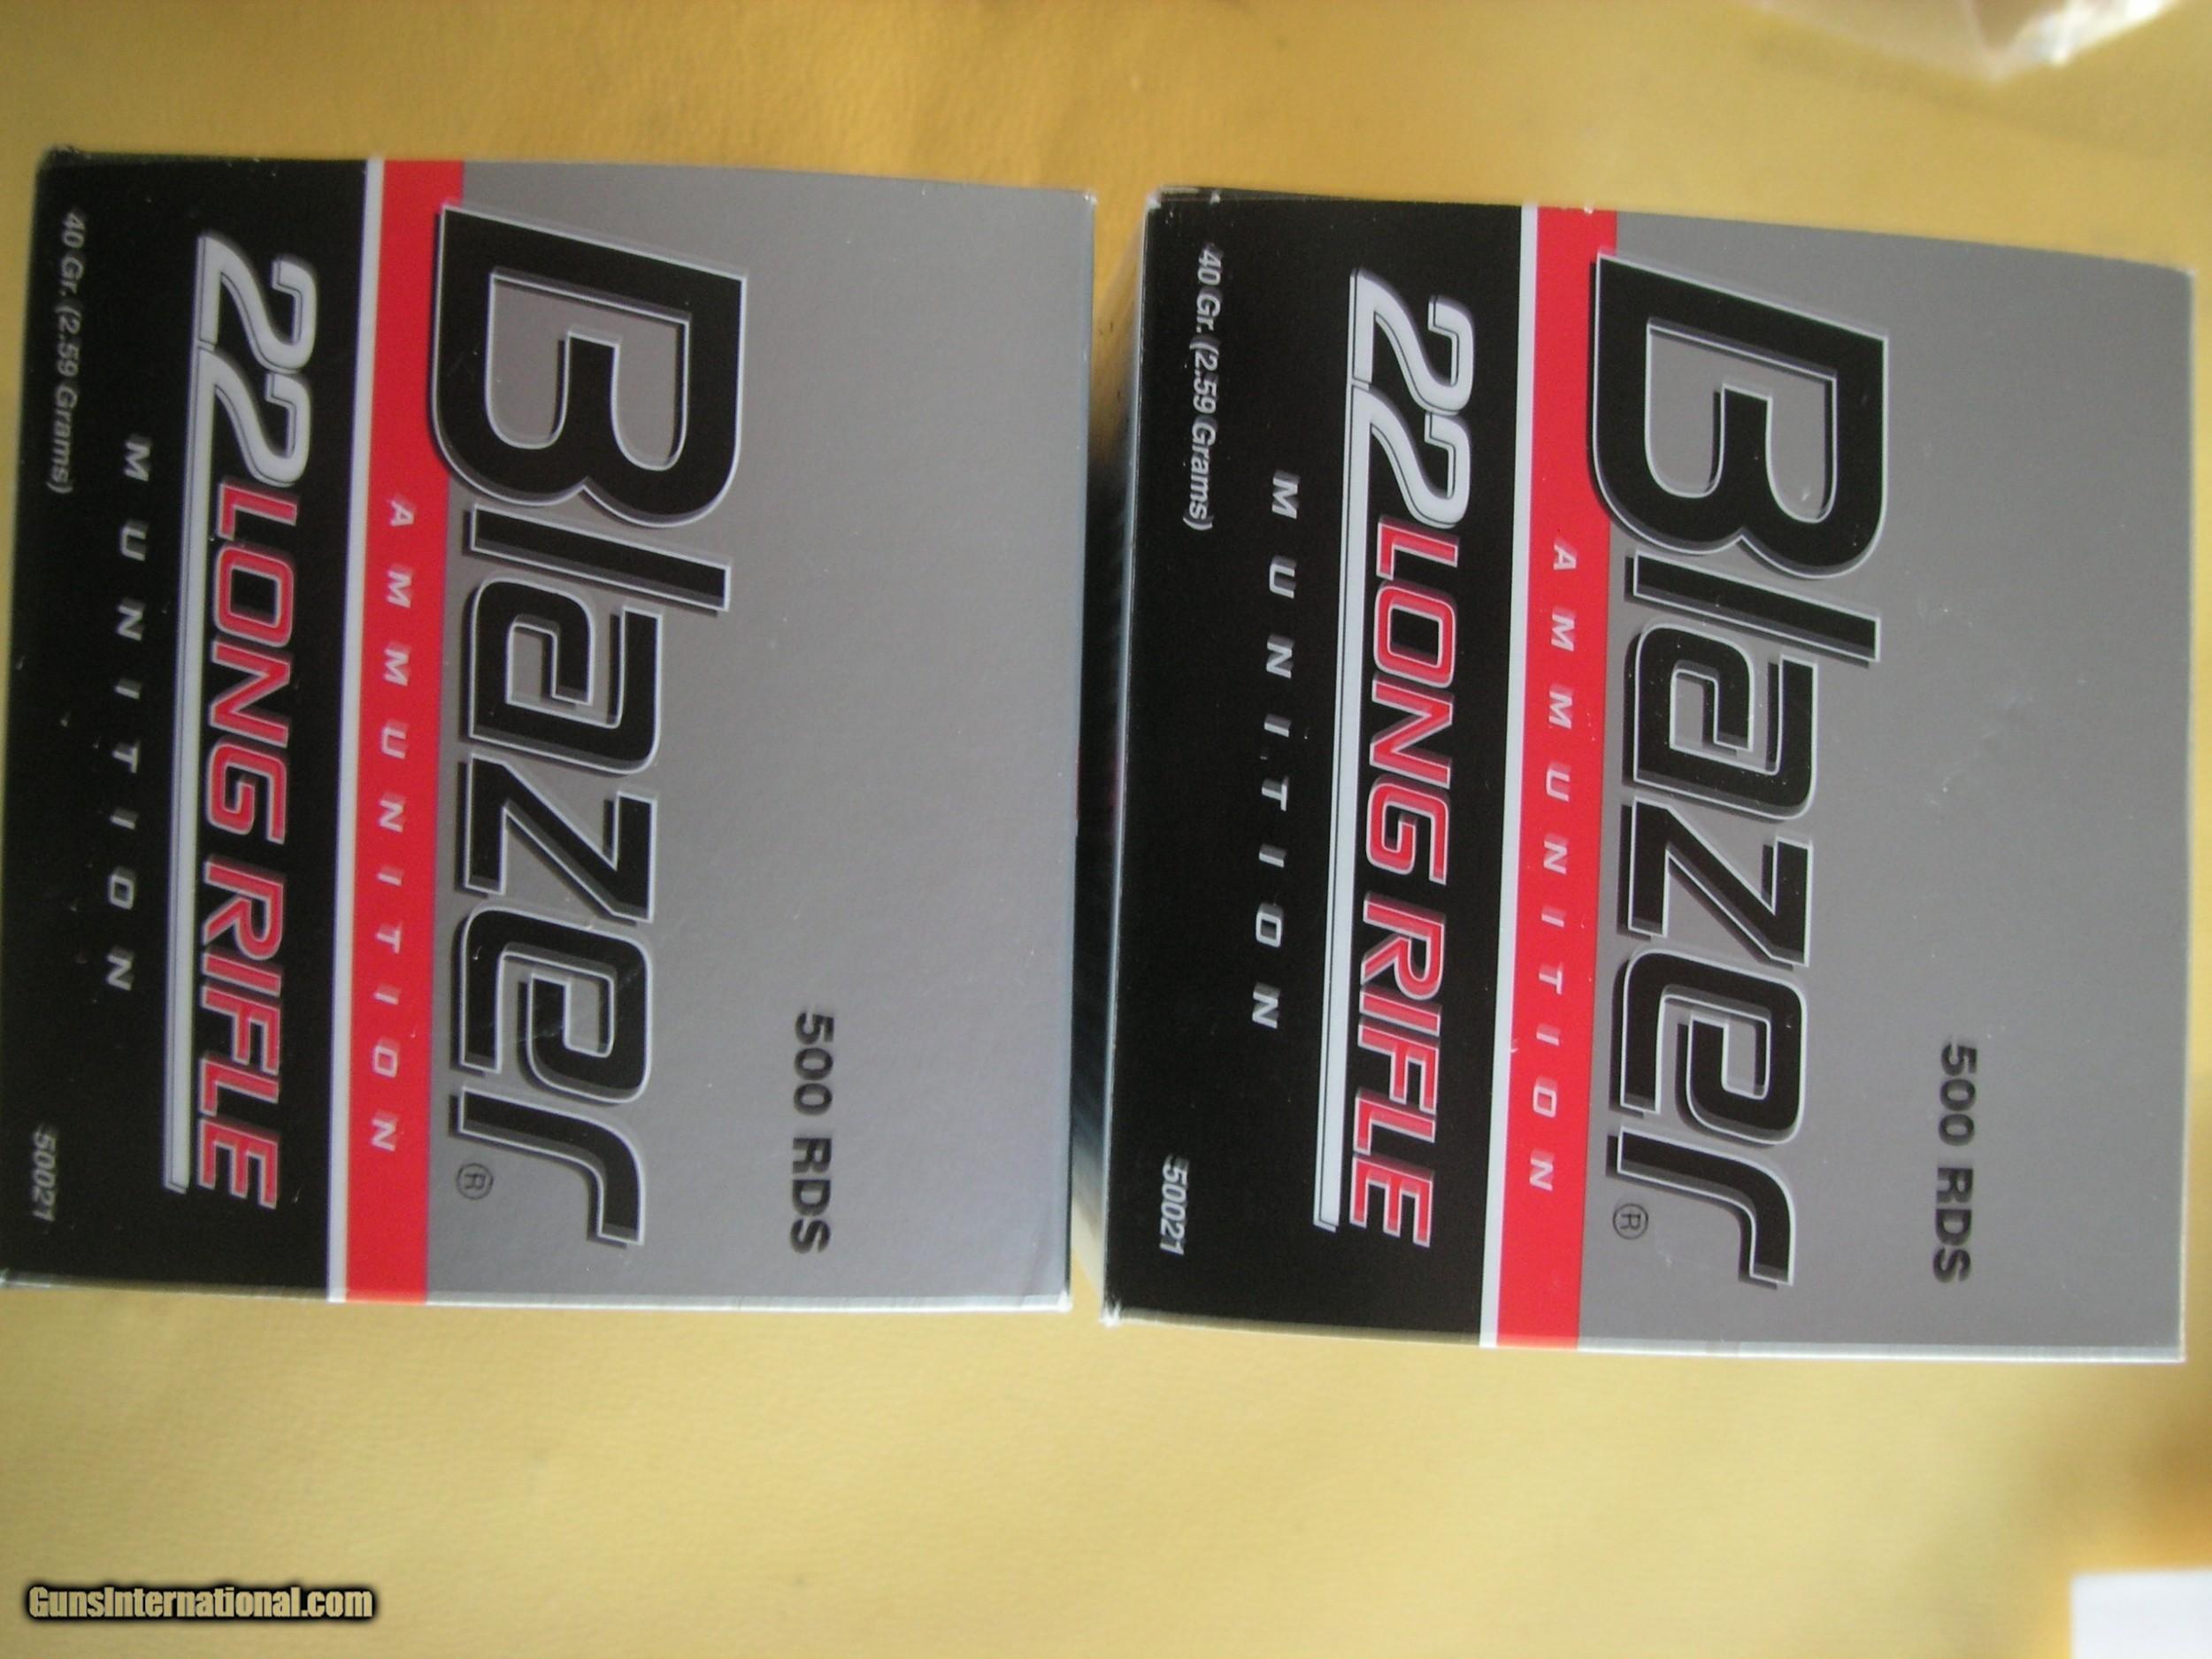 500 RDS
Blazer®
AMMUNITION
22 LONG RIFLE
MUNITION
40 Gr. (2.59 Grams)
50021
500 RDS
Blazer®
AMMUNITION
22 LONG RIFLE
MUNITION
40 Gr. (2.59 Grams)
50021
GunsInternational.com